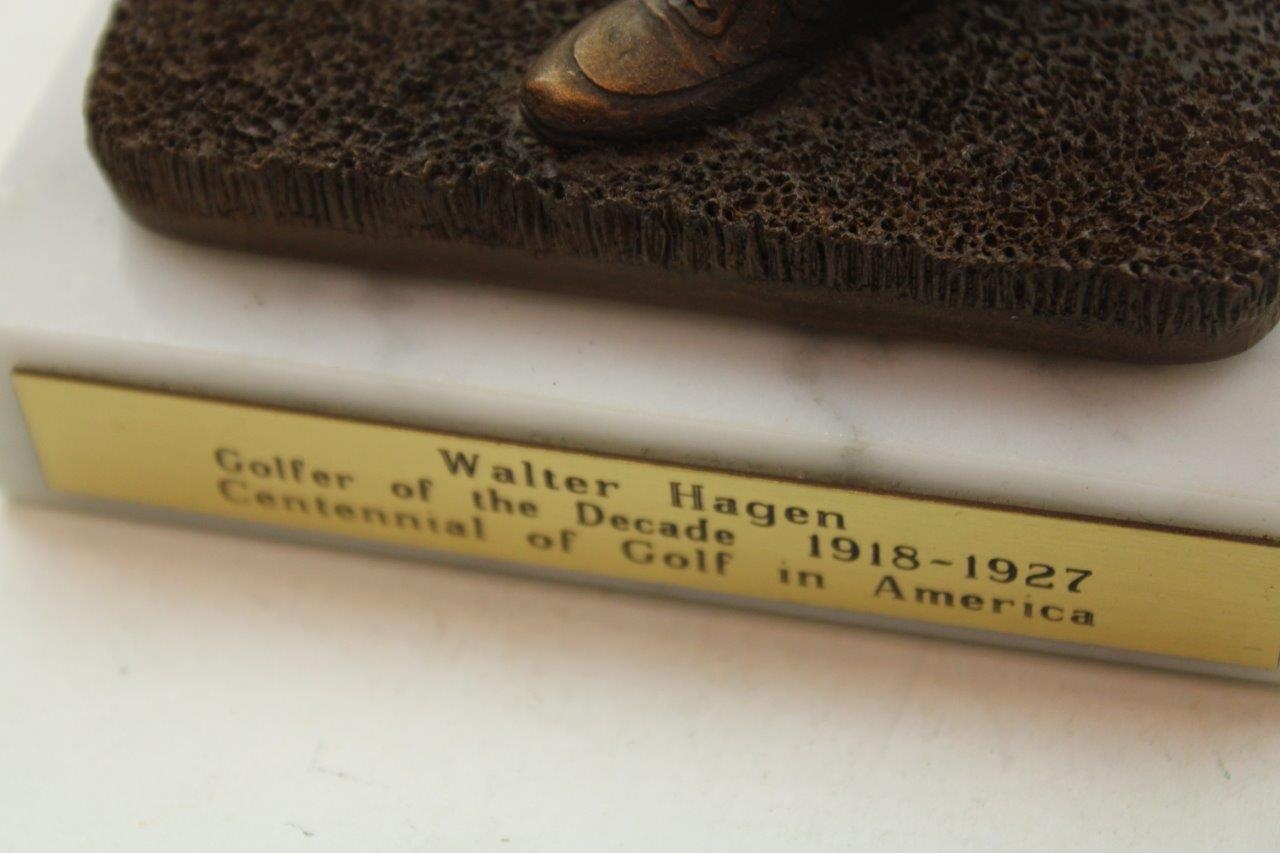 Walter Hagen
Golfer of the Decade 1918-1927
Centennial of Golf in America